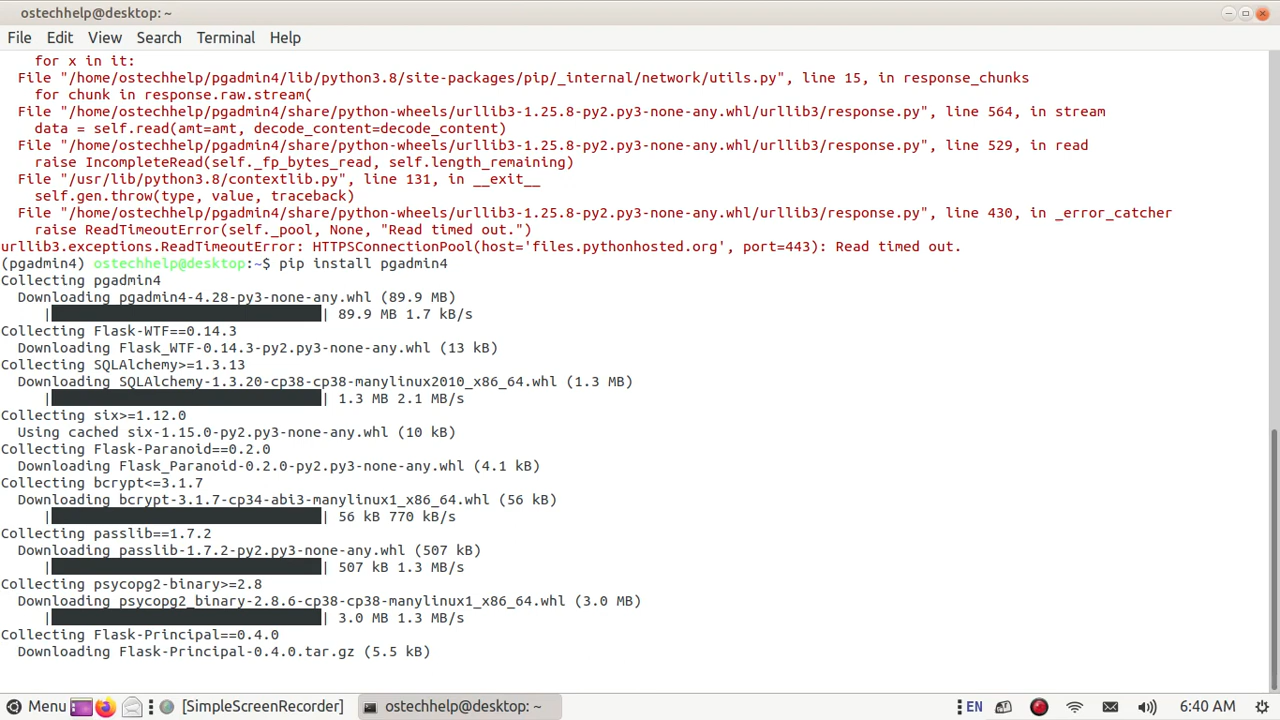 ostechhelp@desktop: ~
File Edit View Search Terminal Help
for x in it:
File "/home/ostechhelp/pgadmin4/lib/python3.8/site-packages/pip/_internal/network/utils.py", line 15, in response_chunks
for chunk in response.raw.stream(
File "/home/ostechhelp/pgadmin4/share/python-wheels/urllib3-1.25.8-py2.py3-none-any.whl/urllib3/response.py", line 564, in stream
data = self.read(amt=amt, decode_content=decode_content)
File "/home/ostechhelp/pgadmin4/share/python-wheels/urllib3-1.25.8-py2.py3-none-any.whl/urllib3/response.py", line 529, in read
raise IncompleteRead(self._fp_bytes_read, self.length_remaining)
File "/usr/lib/python3.8/contextlib.py", line 131, in __exit__
self.gen.throw(type, value, traceback)
File "/home/ostechhelp/pgadmin4/share/python-wheels/urllib3-1.25.8-py2.py3-none-any.whl/urllib3/response.py", line 430, in _error_catcher
raise ReadTimeoutError(self._pool, None, "Read timed out.")
urllib3.exceptions.ReadTimeoutError: HTTPSConnectionPool(host='files.pythonhosted.org', port=443): Read timed out.
(pgadmin4) ostechhelp@desktop:~$ pip install pgadmin4
Collecting pgadmin4
Downloading pgadmin4-4.28-py3-none-any.whl (89.9 MB)
| | 89.9 MB 1.7 kB/s
Collecting Flask-WTF==0.14.3
Downloading Flask_WTF-0.14.3-py2.py3-none-any.whl (13 kB)
Collecting SQLAlchemy>=1.3.13
Downloading SQLAlchemy-1.3.20-cp38-cp38-manylinux2010_x86_64.whl (1.3 MB)
| | 1.3 MB 2.1 MB/s
Collecting six>=1.12.0
Using cached six-1.15.0-py2.py3-none-any.whl (10 kB)
Collecting Flask-Paranoid==0.2.0
Downloading Flask_Paranoid-0.2.0-py2.py3-none-any.whl (4.1 kB)
Collecting bcrypt<=3.1.7
Downloading bcrypt-3.1.7-cp34-abi3-manylinux1_x86_64.whl (56 kB)
| | 56 kB 770 kB/s
Collecting passlib==1.7.2
Downloading passlib-1.7.2-py2.py3-none-any.whl (507 kB)
| | 507 kB 1.3 MB/s
Collecting psycopg2-binary>=2.8
Downloading psycopg2_binary-2.8.6-cp38-cp38-manylinux1_x86_64.whl (3.0 MB)
| | 3.0 MB 1.3 MB/s
Collecting Flask-Principal==0.4.0
Downloading Flask-Principal-0.4.0.tar.gz (5.5 kB)
Menu [SimpleScreenRecorder] ostechhelp@desktop: ~ EN 6:40 AM